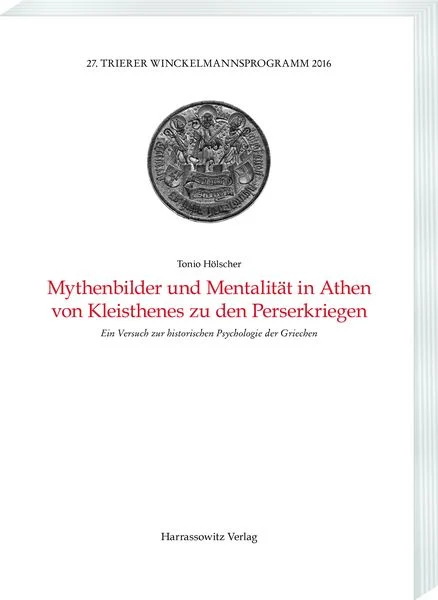 27. TRIERER WINCKELMANNSPROGRAMM 2016
Tonio Hölscher
Mythenbilder und Mentalität in Athen
von Kleisthenes zu den Perserkriegen
Ein Versuch zur historischen Psychologie der Griechen
Harrassowitz Verlag